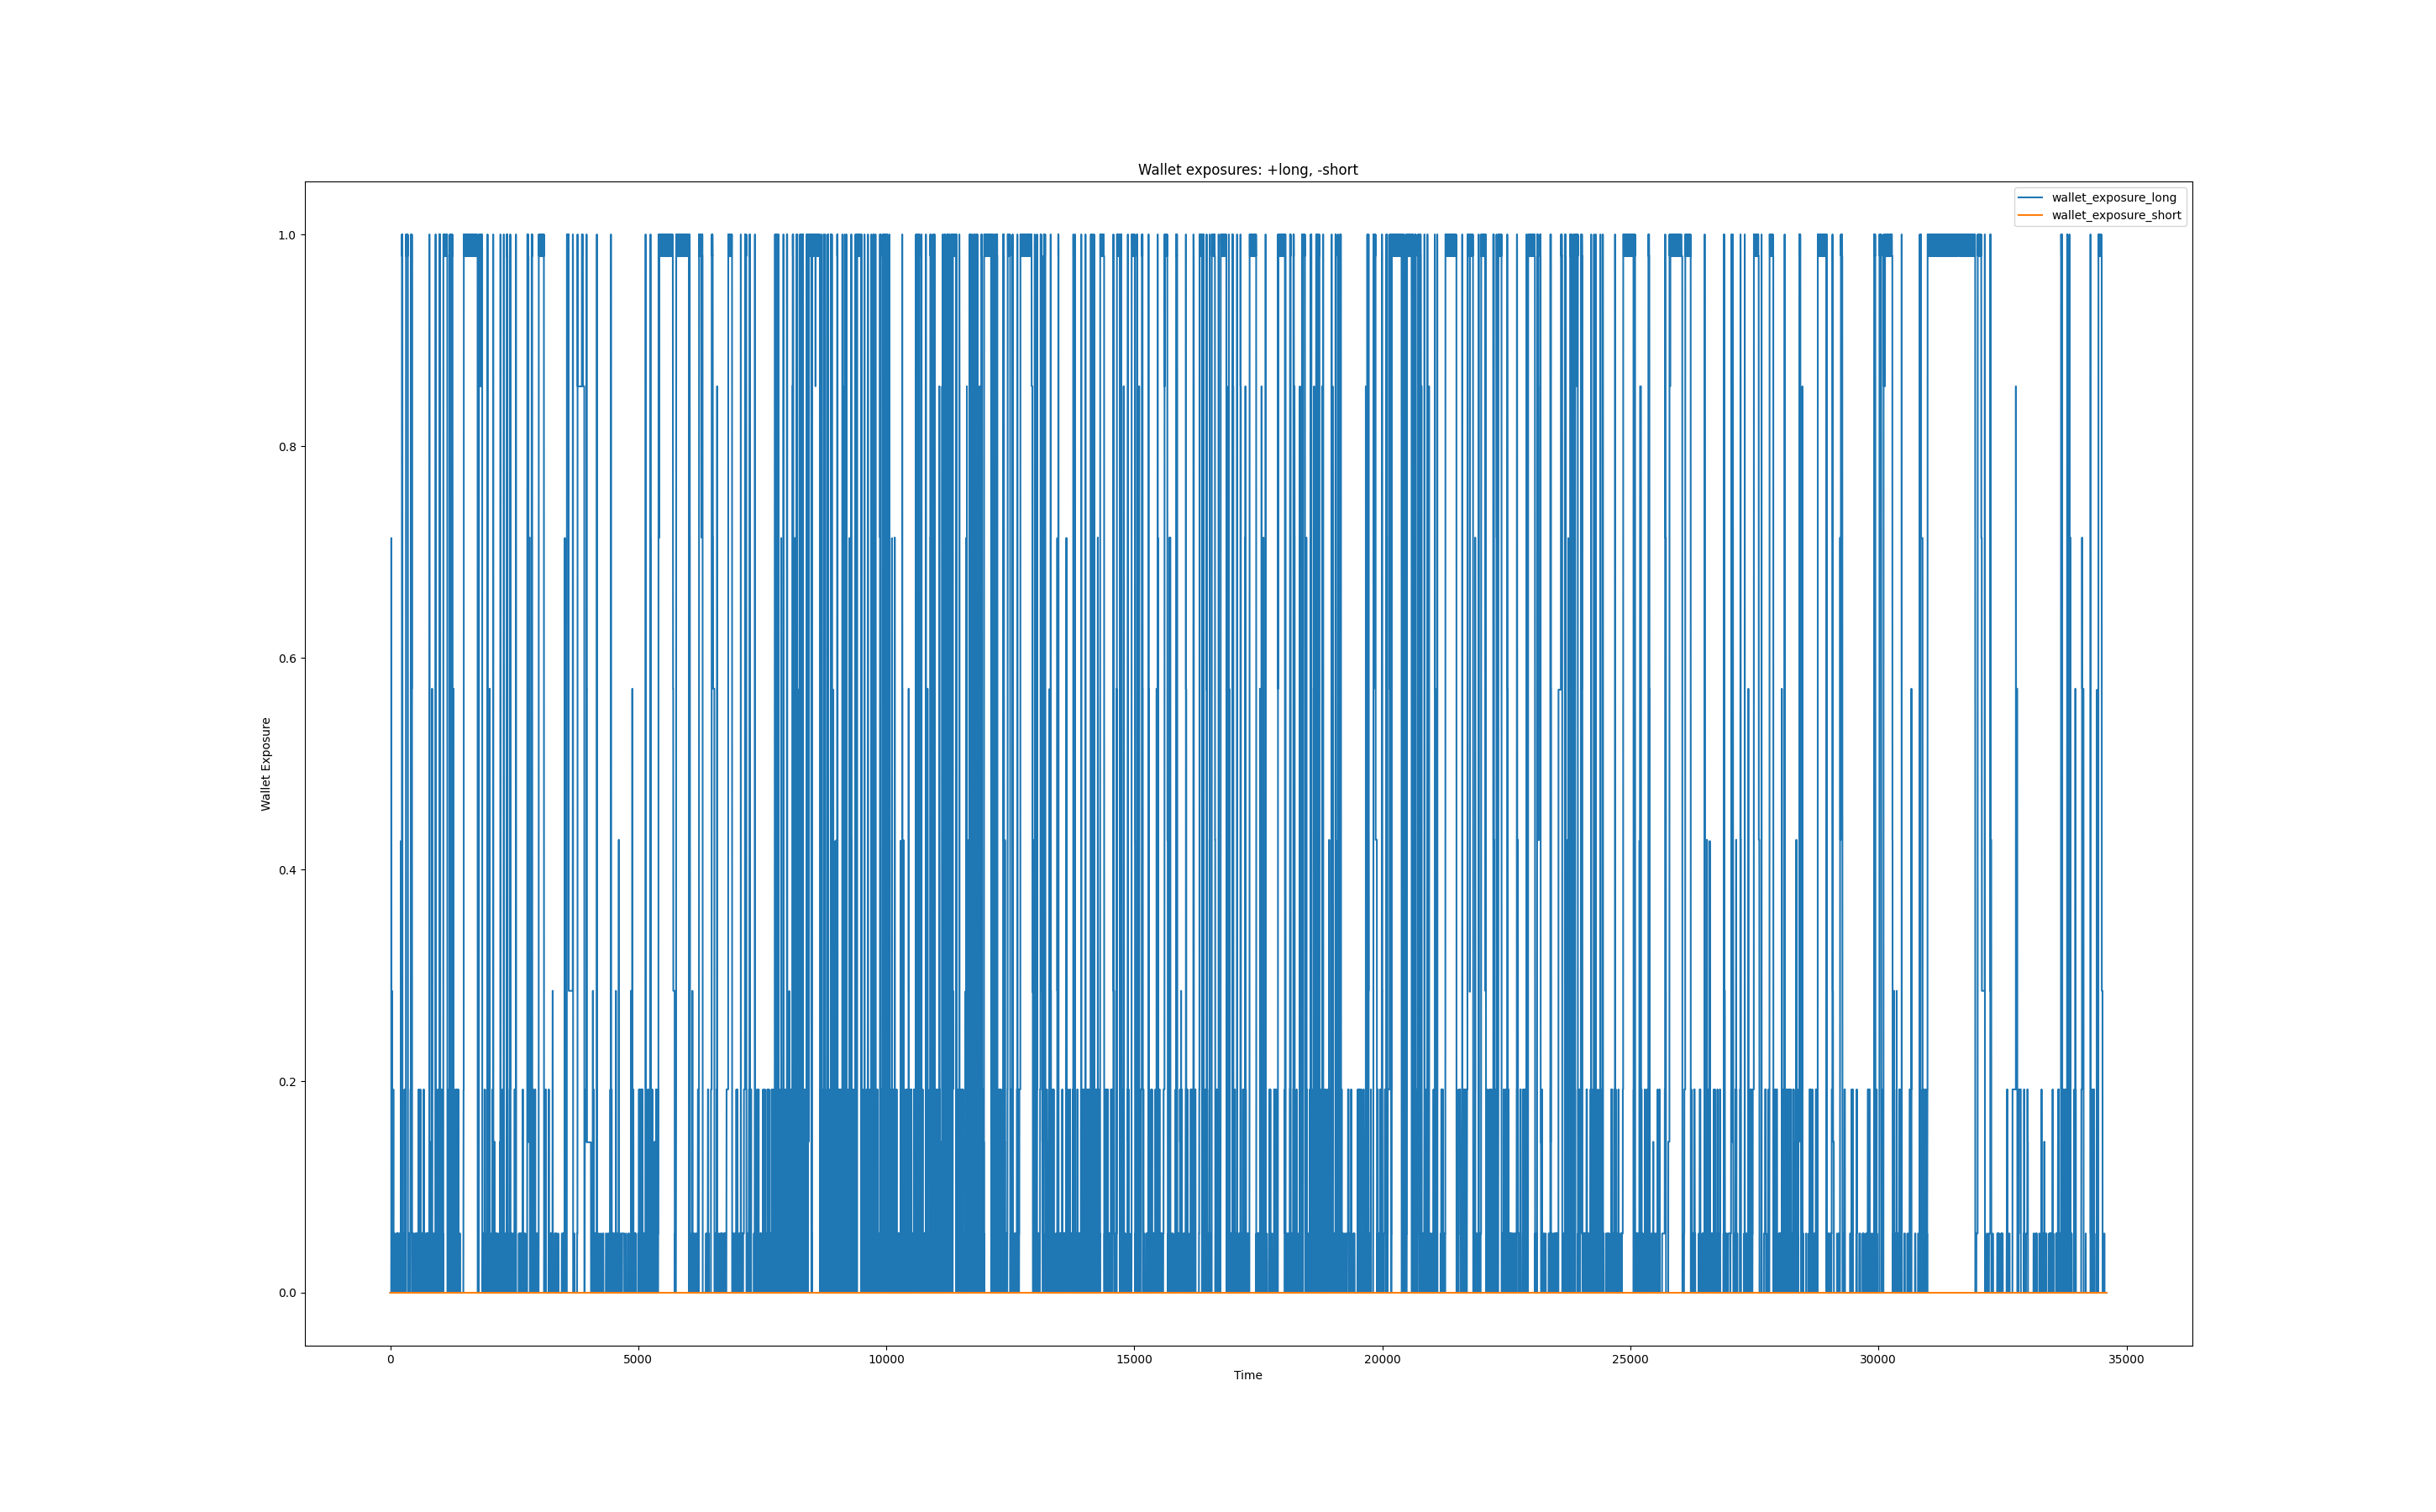 Wallet exposures: +long, -short
wallet_exposure_long
wallet_exposure_short
1.0
0.8
0.6
0.4
0.2
0.0
Wallet Exposure
0 5000 10000 15000 20000 25000 30000 35000
Time